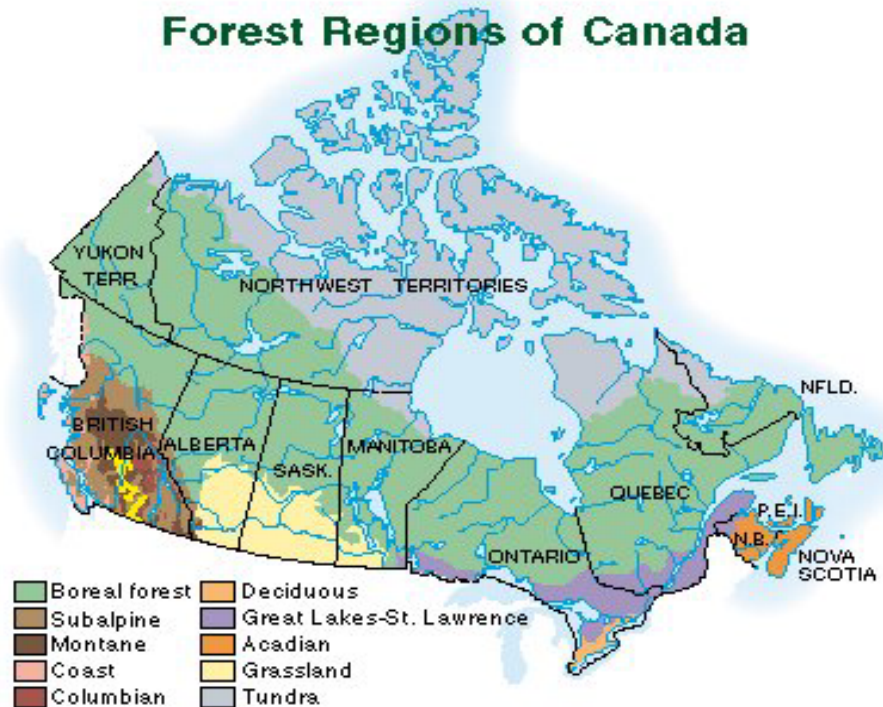 Forest Regions of Canada
YUKON
TERR.
NORTHWEST TERRITORIES
NFLD.
BRITISH
COLUMBIA
ALBERTA
SASK.
MANITOBA
QUEBEC
ONTARIO
P.E.I.
N.B.
NOVA
SCOTIA
Boreal forest
Subalpine
Montane
Coast
Columbian
Deciduous
Great Lakes-St. Lawrence
Acadian
Grassland
Tundra